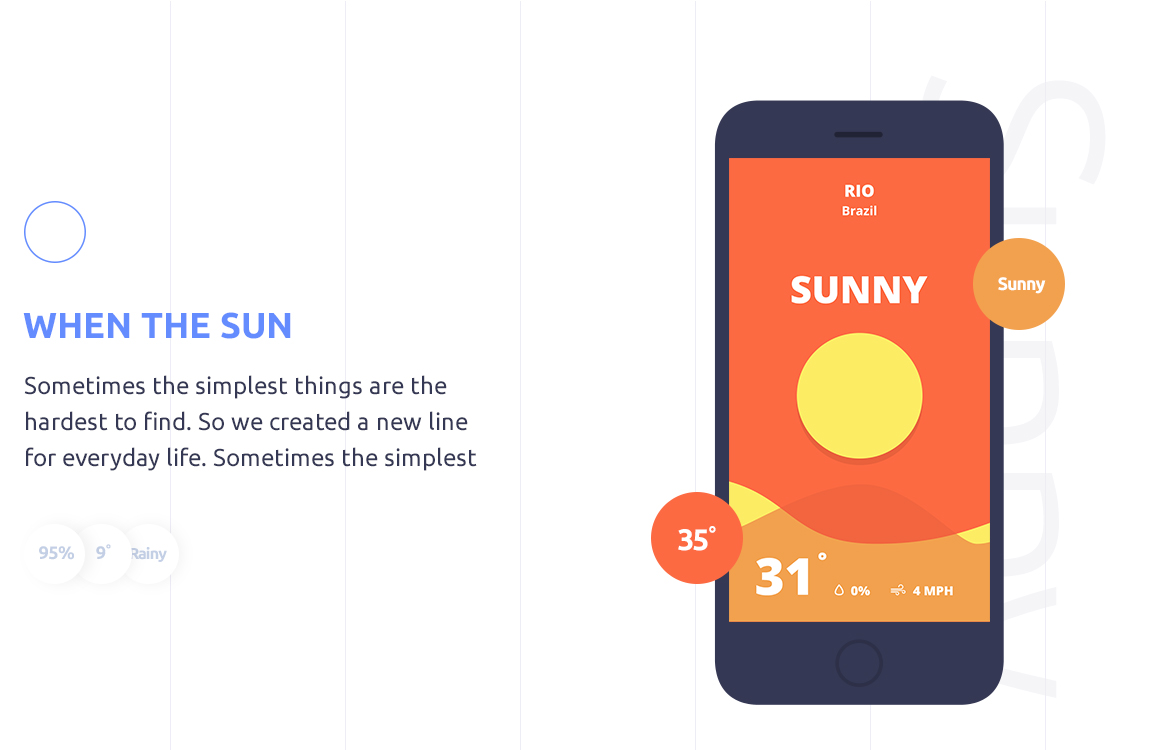 WHEN THE SUN
Sometimes the simplest things are the
hardest to find. So we created a new line
for everyday life. Sometimes the simplest
95%
9°
Rainy
RIO
Brazil
SUNNY
Sunny
35°
31°
0%
4 MPH